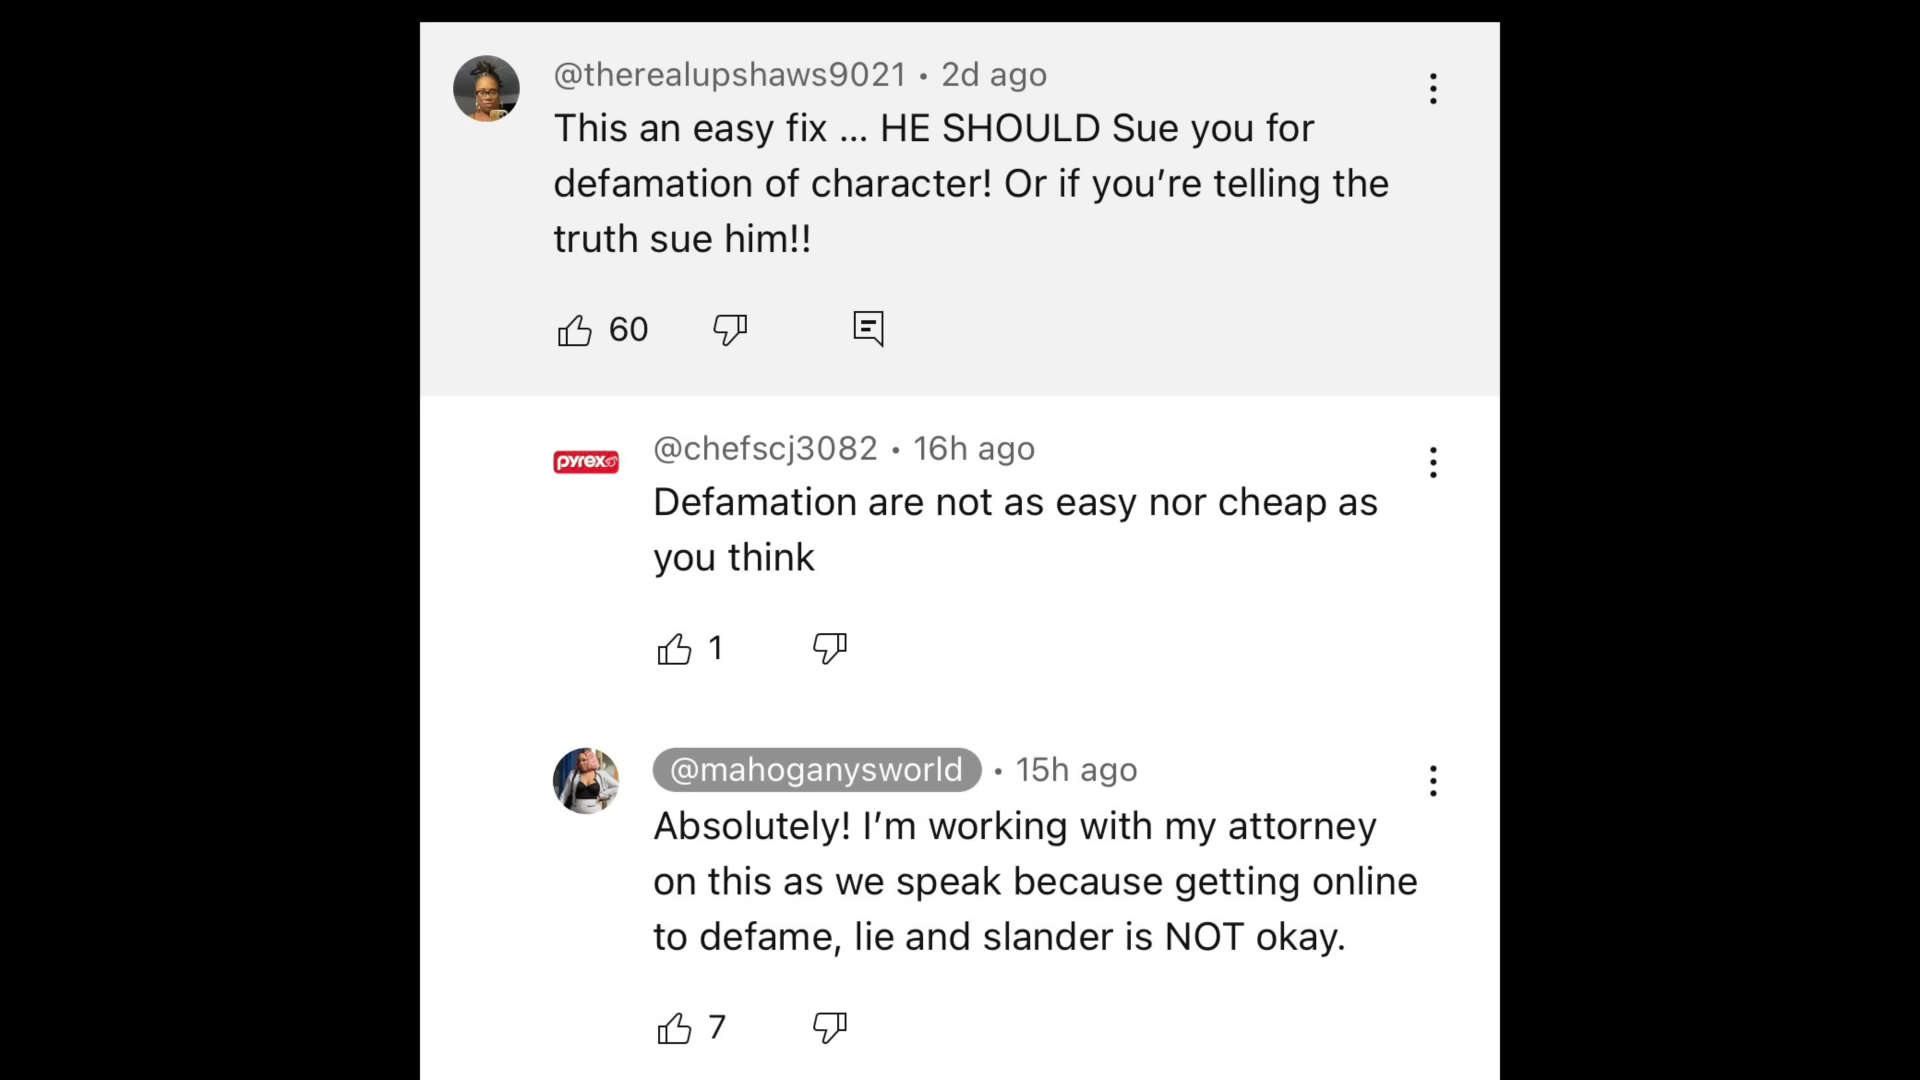 @therealupshaws9021 • 2d ago
This an easy fix ... HE SHOULD Sue you for
defamation of character! Or if you’re telling the
truth sue him!!
60
pyrex
@chefscj3082 • 16h ago
Defamation are not as easy nor cheap as
you think
1
@mahoganysworld • 15h ago
Absolutely! I’m working with my attorney
on this as we speak because getting online
to defame, lie and slander is NOT okay.
7